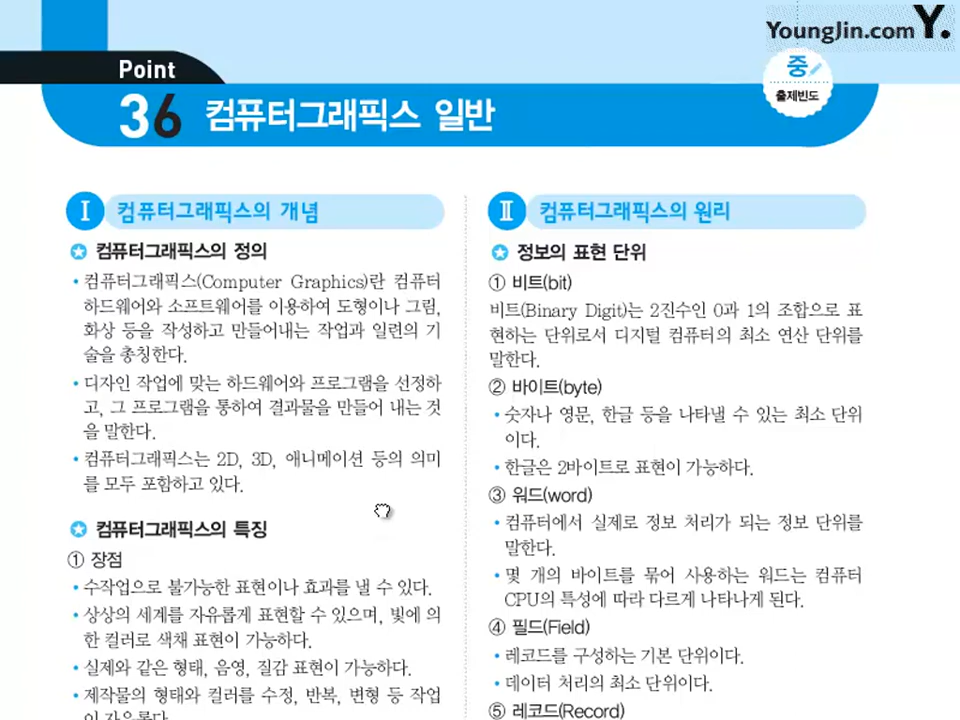 YoungJin.com Y.
Point
중
출제빈도
36 컴퓨터그래픽스 일반
Ⅰ 컴퓨터그래픽스의 개념
컴퓨터그래픽스의 정의
• 컴퓨터그래픽스(Computer Graphics)란 컴퓨터
하드웨어와 소프트웨어를 이용하여 도형이나 그림,
화상 등을 작성하고 만들어내는 작업과 일련의 기
술을 총칭한다.
• 디자인 작업에 맞는 하드웨어와 프로그램을 선정하
고, 그 프로그램을 통하여 결과물을 만들어 내는 것
을 말한다.
• 컴퓨터그래픽스는 2D, 3D, 애니메이션 등의 의미
를 모두 포함하고 있다.
컴퓨터그래픽스의 특징
① 장점
• 수작업으로 불가능한 표현이나 효과를 낼 수 있다.
• 상상의 세계를 자유롭게 표현할 수 있으며, 빛에 의
한 컬러로 색채 표현이 가능하다.
• 실제와 같은 형태, 음영, 질감 표현이 가능하다.
• 제작물의 형태와 컬러를 수정, 반복, 변형 등 작업
이 자유롭다
Ⅱ 컴퓨터그래픽스의 원리
정보의 표현 단위
① 비트(bit)
비트(Binary Digit)는 2진수인 0과 1의 조합으로 표
현하는 단위로서 디지털 컴퓨터의 최소 연산 단위를
말한다.
② 바이트(byte)
• 숫자나 영문, 한글 등을 나타낼 수 있는 최소 단위
이다.
• 한글은 2바이트로 표현이 가능하다.
③ 워드(word)
• 컴퓨터에서 실제로 정보 처리가 되는 정보 단위를
말한다.
• 몇 개의 바이트를 묶어 사용하는 워드는 컴퓨터
CPU의 특성에 따라 다르게 나타나게 된다.
④ 필드(Field)
• 레코드를 구성하는 기본 단위이다.
• 데이터 처리의 최소 단위이다.
⑤ 레코드(Record)